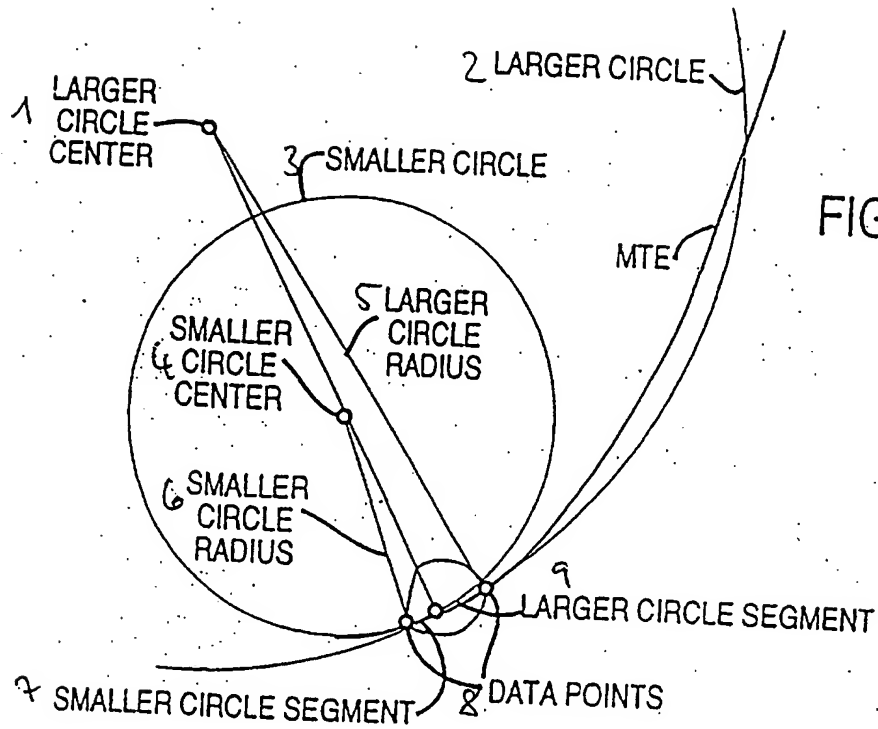 1 LARGER
CIRCLE
CENTER
2 LARGER CIRCLE
3 SMALLER CIRCLE
FIG
MTE
5 LARGER
CIRCLE
RADIUS
4 SMALLER
CIRCLE
CENTER
6 SMALLER
CIRCLE
RADIUS
9 LARGER CIRCLE SEGMENT
7 SMALLER CIRCLE SEGMENT
8 DATA POINTS